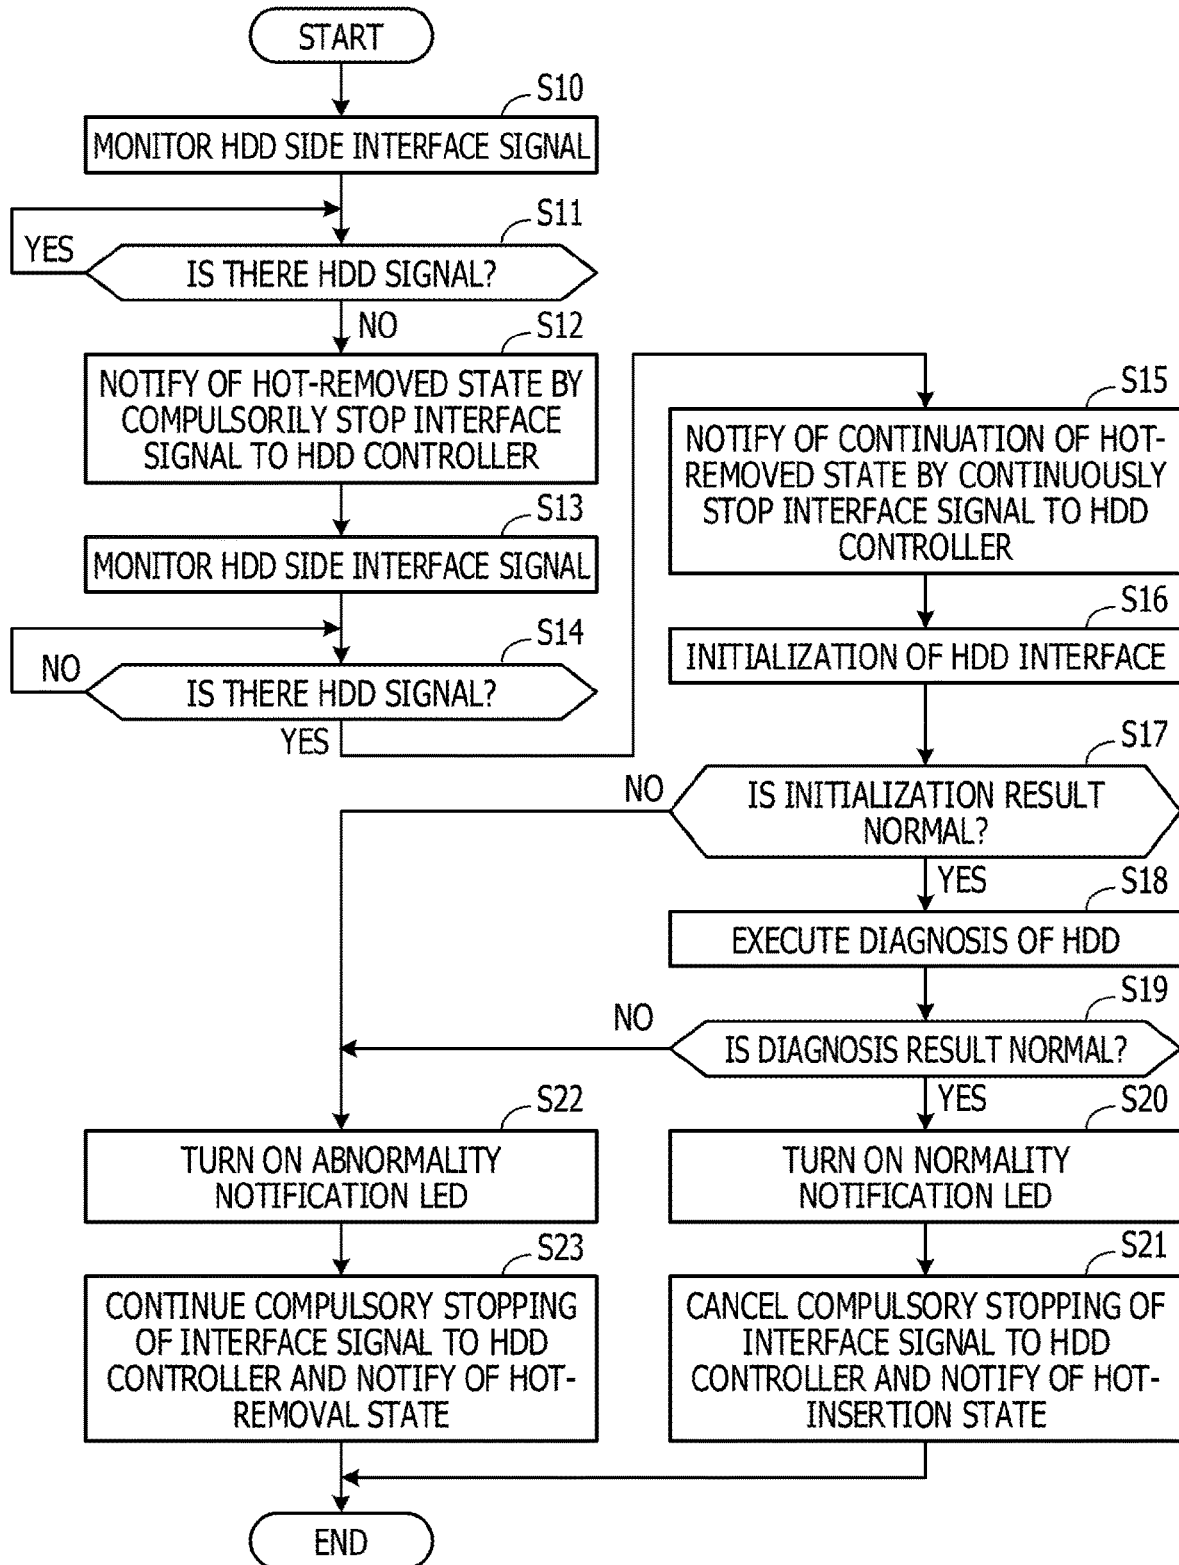 START
S10
MONITOR HDD SIDE INTERFACE SIGNAL
S11
YES
IS THERE HDD SIGNAL?
NO
S12
NOTIFY OF HOT-REMOVED STATE BY
COMPULSORILY STOP INTERFACE
SIGNAL TO HDD CONTROLLER
S13
MONITOR HDD SIDE INTERFACE SIGNAL
S14
NO
IS THERE HDD SIGNAL?
YES
S15
NOTIFY OF CONTINUATION OF HOT-
REMOVED STATE BY CONTINUOUSLY
STOP INTERFACE SIGNAL TO HDD
CONTROLLER
S16
INITIALIZATION OF HDD INTERFACE
S17
NO
IS INITIALIZATION RESULT
NORMAL?
YES
S18
EXECUTE DIAGNOSIS OF HDD
S19
NO
IS DIAGNOSIS RESULT NORMAL?
YES
S20
TURN ON NORMALITY
NOTIFICATION LED
S21
CANCEL COMPULSORY STOPPING OF
INTERFACE SIGNAL TO HDD
CONTROLLER AND NOTIFY OF HOT-
INSERTION STATE
S22
TURN ON ABNORMALITY
NOTIFICATION LED
S23
CONTINUE COMPULSORY STOPPING
OF INTERFACE SIGNAL TO HDD
CONTROLLER AND NOTIFY OF HOT-
REMOVAL STATE
END